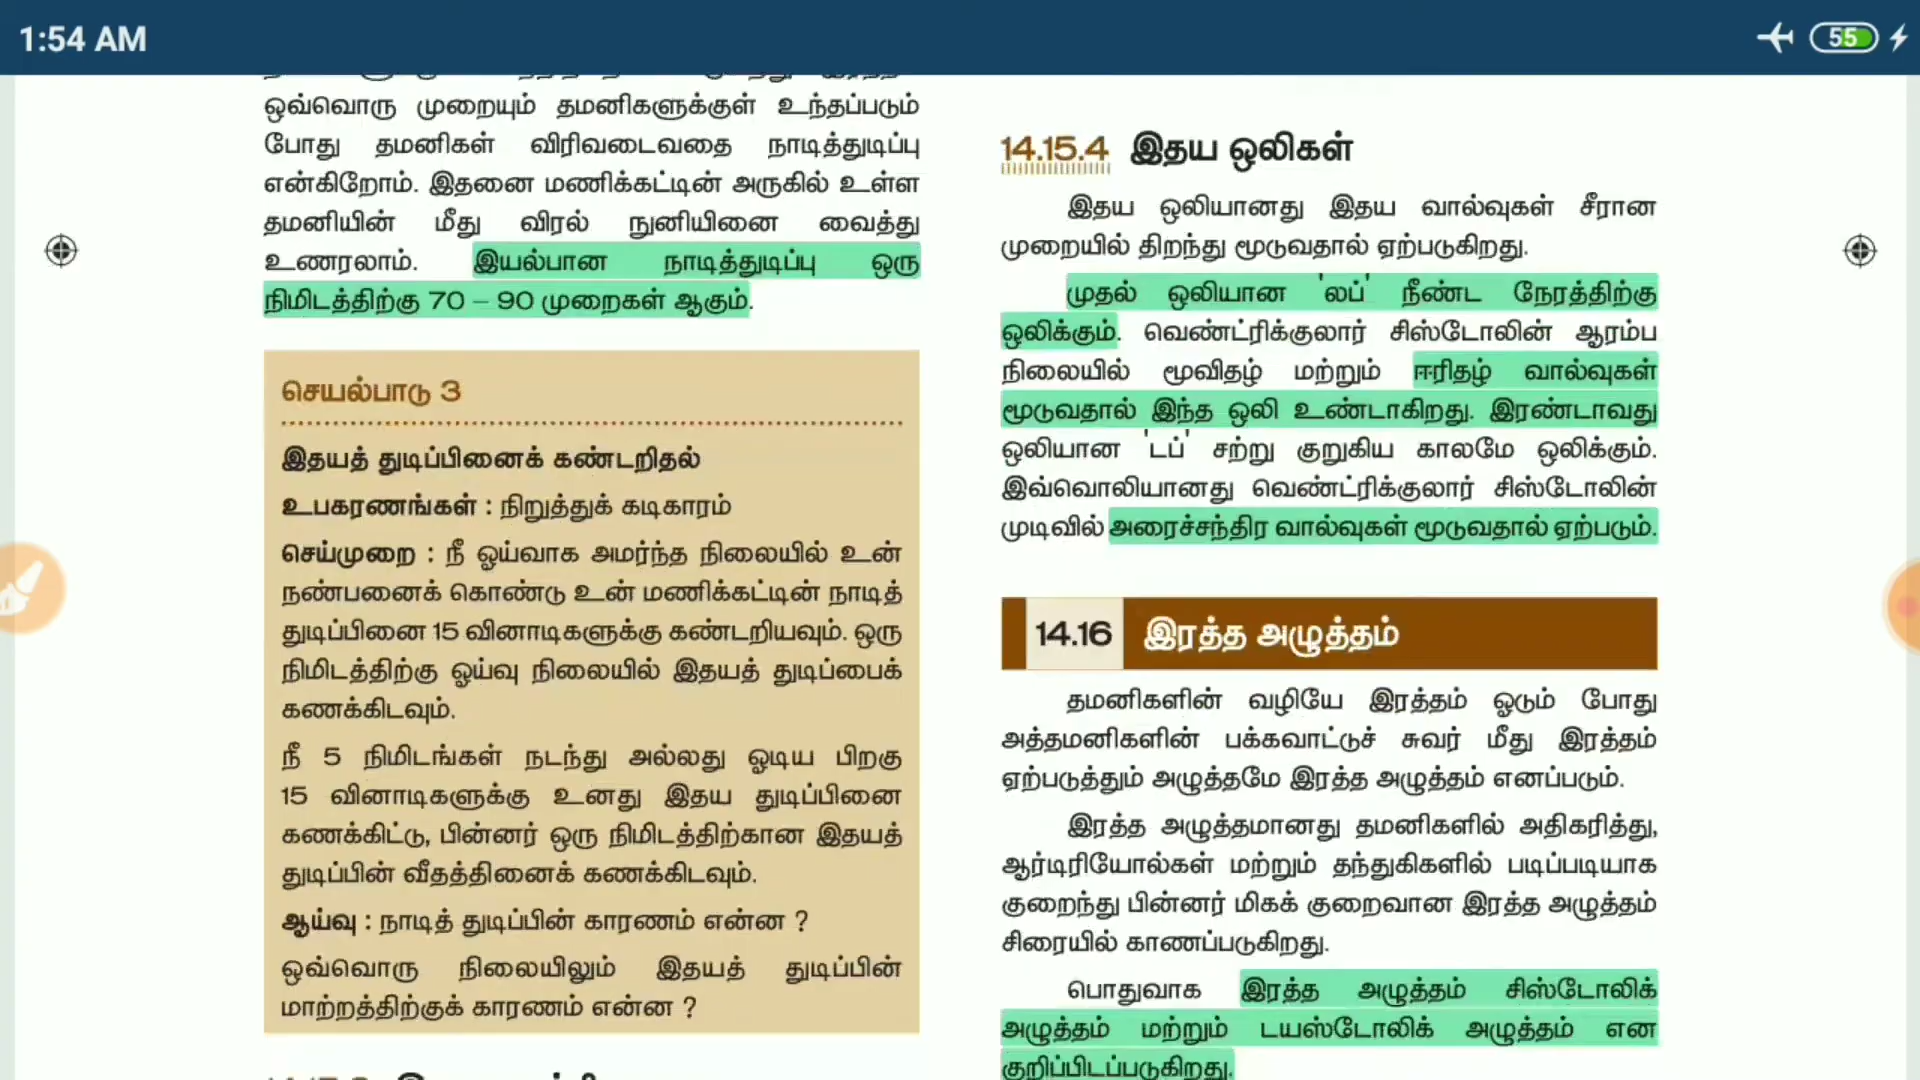 1:54 AM
55
ஒவ்வொரு முறையும் தமனிகளுக்குள் உந்தப்படும்
போது தமனிகள் விரிவடைவதை நாடித்துடிப்பு
என்கிறோம். இதனை மணிக்கட்டின் அருகில் உள்ள
தமனியின் மீது விரல் நுனியினை வைத்து
உணரலாம். இயல்பான நாடித்துடிப்பு ஒரு
நிமிடத்திற்கு 70 – 90 முறைகள் ஆகும்.
செயல்பாடு 3
இதயத் துடிப்பினைக் கண்டறிதல்
உபகரணங்கள் : நிறுத்துக் கடிகாரம்
செய்முறை : நீ ஓய்வாக அமர்ந்த நிலையில் உன்
நண்பனைக் கொண்டு உன் மணிக்கட்டின் நாடித்
துடிப்பினை 15 வினாடிகளுக்கு கண்டறியவும். ஒரு
நிமிடத்திற்கு ஓய்வு நிலையில் இதயத் துடிப்பைக்
கணக்கிடவும்.
நீ 5 நிமிடங்கள் நடந்து அல்லது ஓடிய பிறகு
15 வினாடிகளுக்கு உனது இதய துடிப்பினை
கணக்கிட்டு, பின்னர் ஒரு நிமிடத்திற்கான இதயத்
துடிப்பின் வீதத்தினைக் கணக்கிடவும்.
ஆய்வு : நாடித் துடிப்பின் காரணம் என்ன ?
ஒவ்வொரு நிலையிலும் இதயத் துடிப்பின்
மாற்றத்திற்குக் காரணம் என்ன ?
14.15.4 இதய ஒலிகள்
இதய ஒலியானது இதய வால்வுகள் சீரான
முறையில் திறந்து மூடுவதால் ஏற்படுகிறது.
முதல் ஒலியான 'லப்' நீண்ட நேரத்திற்கு
ஒலிக்கும். வெண்ட்ரிக்குலார் சிஸ்டோலின் ஆரம்ப
நிலையில் மூவிதழ் மற்றும் ஈரிதழ் வால்வுகள்
மூடுவதால் இந்த ஒலி உண்டாகிறது. இரண்டாவது
ஒலியான 'டப்' சற்று குறுகிய காலமே ஒலிக்கும்.
இவ்வொலியானது வெண்ட்ரிக்குலார் சிஸ்டோலின்
முடிவில் அரைச்சந்திர வால்வுகள் மூடுவதால் ஏற்படும்.
14.16 இரத்த அழுத்தம்
தமனிகளின் வழியே இரத்தம் ஓடும் போது
அத்தமனிகளின் பக்கவாட்டுச் சுவர் மீது இரத்தம்
ஏற்படுத்தும் அழுத்தமே இரத்த அழுத்தம் எனப்படும்.
இரத்த அழுத்தமானது தமனிகளில் அதிகரித்து,
ஆர்டிரியோல்கள் மற்றும் தந்துகிகளில் படிப்படியாக
குறைந்து பின்னர் மிகக் குறைவான இரத்த அழுத்தம்
சிரையில் காணப்படுகிறது.
பொதுவாக இரத்த அழுத்தம் சிஸ்டோலிக்
அழுத்தம் மற்றும் டயஸ்டோலிக் அழுத்தம் என
குறிப்பிடப்படுகிறது.